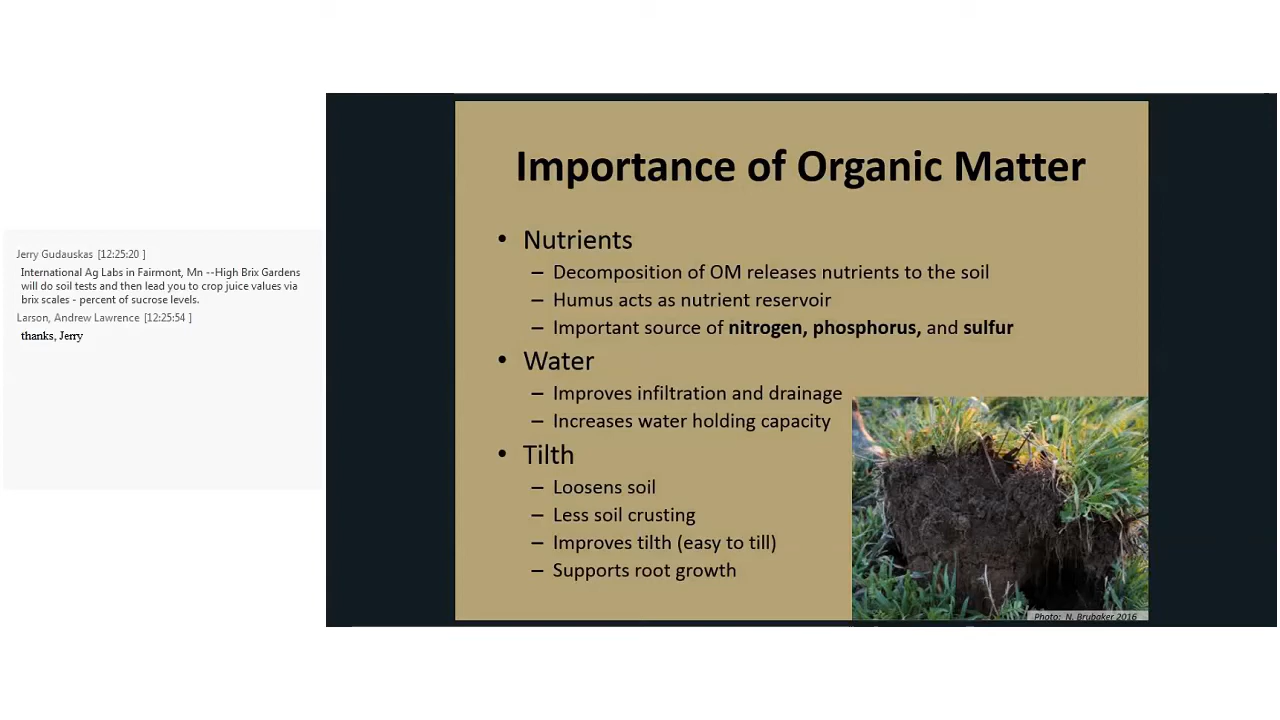 Jerry Gudauskas [12:25:20 ]
International Ag Labs in Fairmont, Mn --High Brix Gardens
will do soil tests and then lead you to crop juice values via
brix scales - percent of sucrose levels.
Larson, Andrew Lawrence [12:25:54 ]
thanks, Jerry
Importance of Organic Matter
• Nutrients
– Decomposition of OM releases nutrients to the soil
– Humus acts as nutrient reservoir
– Important source of nitrogen, phosphorus, and sulfur
• Water
– Improves infiltration and drainage
– Increases water holding capacity
• Tilth
– Loosens soil
– Less soil crusting
– Improves tilth (easy to till)
– Supports root growth
Photo: N. Brubaker 2016